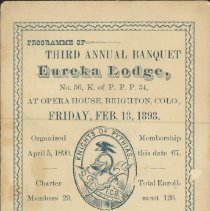 PROGRAMME OF
THIRD ANNUAL BANQUET
Eureka Lodge,
No. 56, K. of P. P. P. 34,
AT OPERA HOUSE, BRIGHTON, COLO.,
FRIDAY, FEB. 13, 1893.
Organized
April 5, 1890.
Charter
Members 29.
KNIGHTS OF PYTHIAS
Membership
this date 67.
Total Enroll-
ment 126.